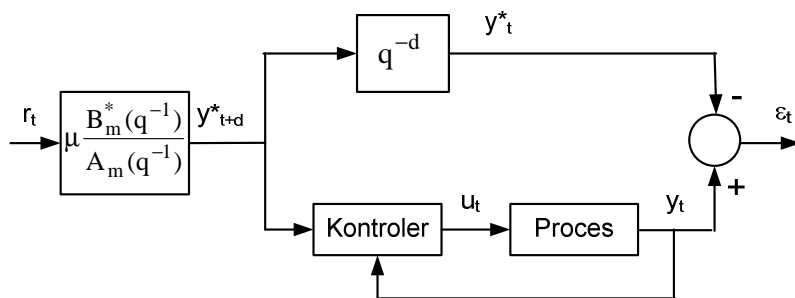 y*ₜ
q⁻ᵈ
rₜ
μ B*ₘ(q⁻¹) / Aₘ(q⁻¹)
y*ₜ₊d
-
εₜ
+
uₜ
yₜ
Kontroler
Proces